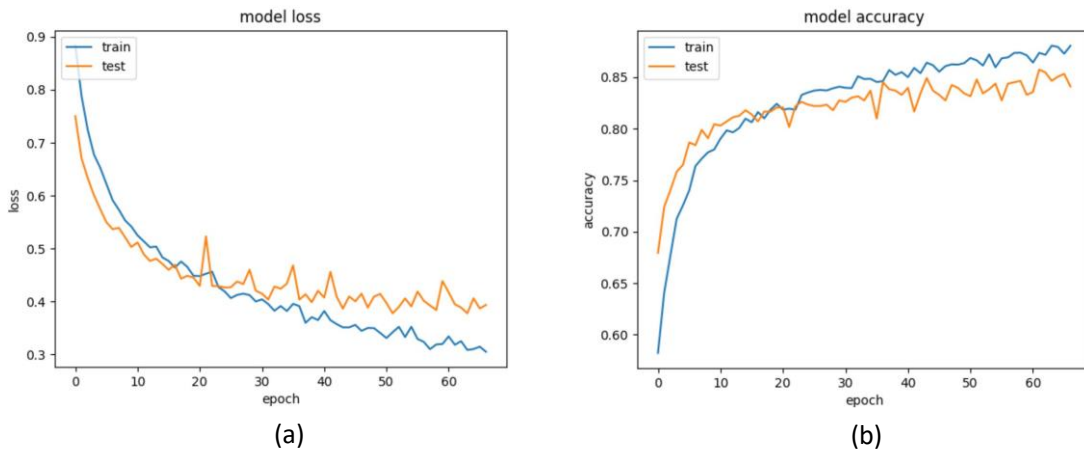 model loss
train
test
0.9
0.8
0.7
0.6
0.5
0.4
0.3
loss
0 10 20 30 40 50 60
epoch
(a)
model accuracy
train
test
0.85
0.80
0.75
0.70
0.65
0.60
accuracy
0 10 20 30 40 50 60
epoch
(b)